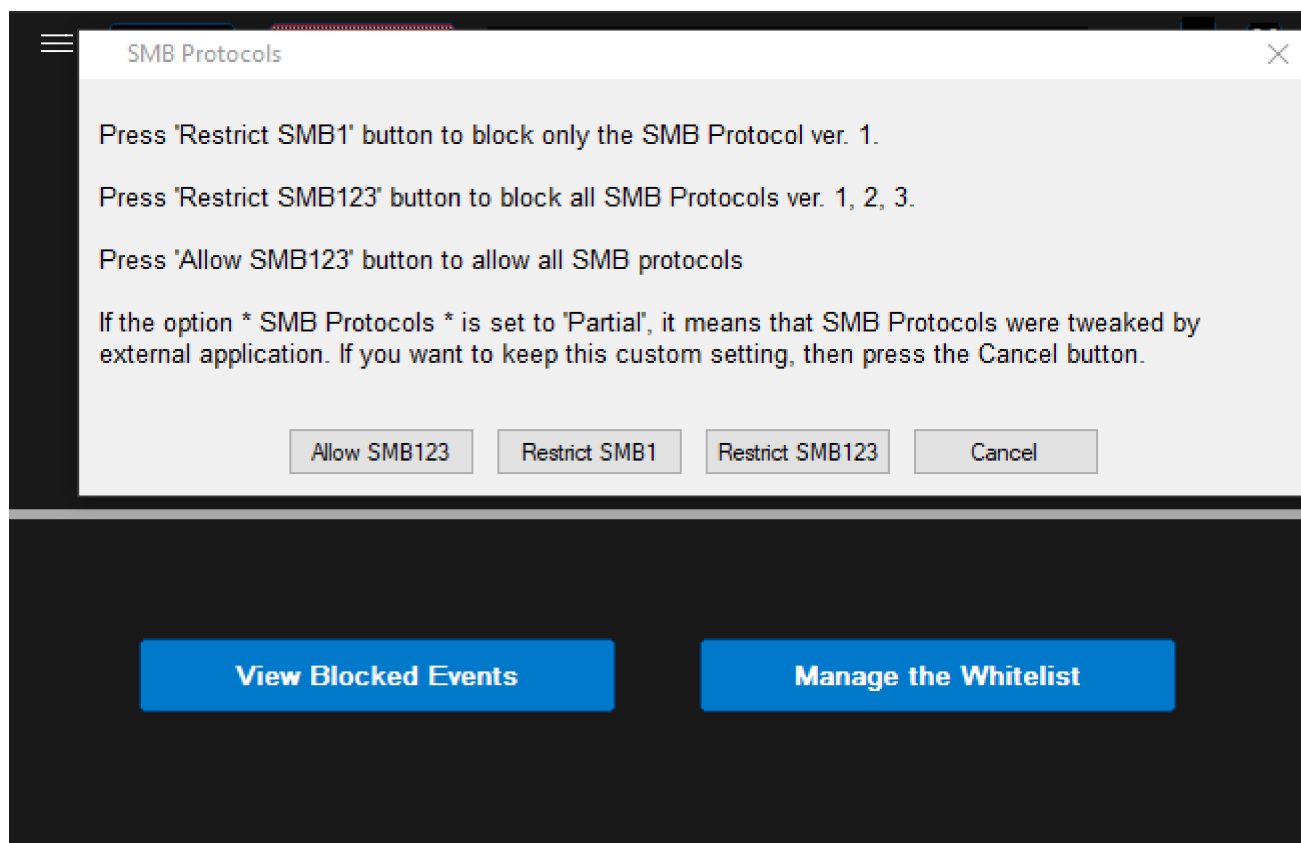 SMB Protocols
Press 'Restrict SMB1' button to block only the SMB Protocol ver. 1.
Press 'Restrict SMB123' button to block all SMB Protocols ver. 1, 2, 3.
Press 'Allow SMB123' button to allow all SMB protocols
If the option * SMB Protocols * is set to 'Partial', it means that SMB Protocols were tweaked by
external application. If you want to keep this custom setting, then press the Cancel button.
Allow SMB123 Restrict SMB1 Restrict SMB123 Cancel
View Blocked Events Manage the Whitelist